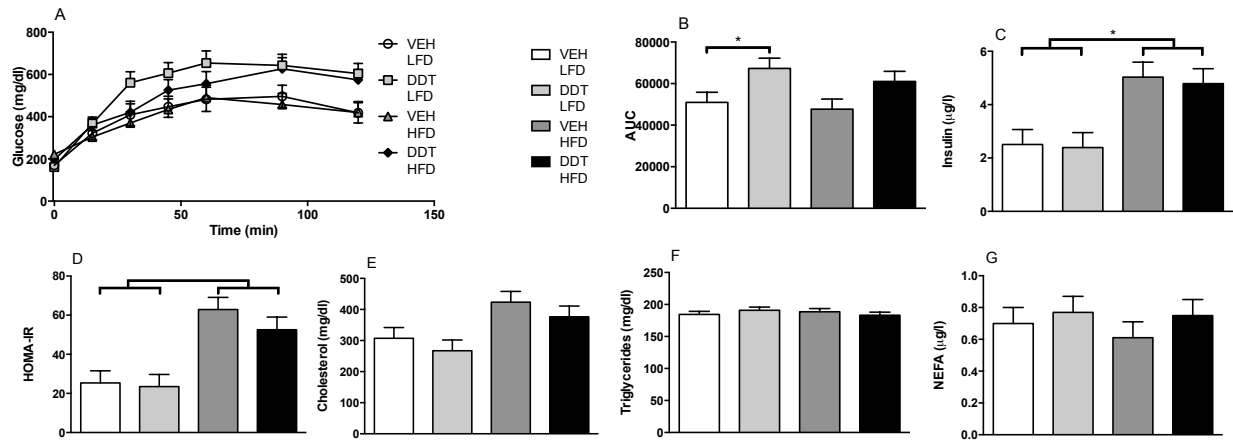 A
Glucose (mg/dl)
800
600
400
200
0
0
50
100
150
Time (min)
VEH
LFD
DDT
LFD
VEH
HFD
DDT
HFD
VEH
LFD
DDT
LFD
VEH
HFD
DDT
HFD
B
AUC
80000
60000
40000
20000
0
*
C
Insulin (μg/l)
6
4
2
0
*
D
HOMA-IR
80
60
40
20
0
E
Cholesterol (mg/dl)
500
400
300
400
0
F
Triglycerides (mg/dl)
250
200
150
100
50
0
G
NEFA (μg/l)
1.0
0.8
0.6
0.4
0.2
0.0